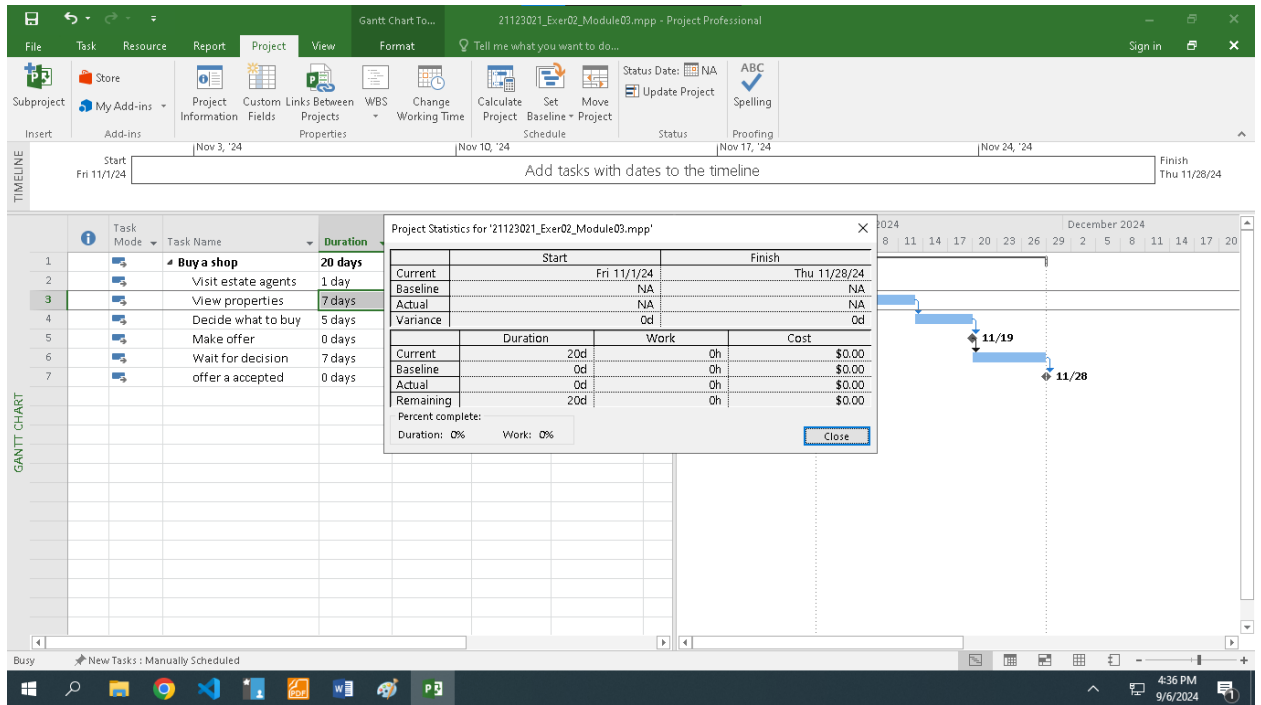 Gantt Chart To... 21123021_Exer02_Module03.mpp - Project Professional
File Task Resource Report Project View Format Tell me what you want to do... Sign in
Subproject Store My Add-ins Project Information Custom Fields Links Between Projects WBS Change Working Time Calculate Project Set Baseline Move Project Status Date: NA Update Project ABC Spelling
Insert Add-ins Properties Schedule Status Proofing
TIMELINE
Nov 3, '24 Nov 10, '24 Nov 17, '24 Nov 24, '24
Start
Fri 11/1/24
Add tasks with dates to the timeline
Finish
Thu 11/28/24
GANTT CHART
Task Mode Task Name Duration
2024 December 2024
8 11 14 17 20 23 26 29 2 5 8 11 14 17 20
1 Buy a shop 20 days
2 Visit estate agents 1 day
3 View properties 7 days
4 Decide what to buy 5 days
5 Make offer 0 days
6 Wait for decision 7 days
7 offer a accepted 0 days
11/19
11/28
Project Statistics for '21123021_Exer02_Module03.mpp'
Start Finish
Current Fri 11/1/24 Thu 11/28/24
Baseline NA NA
Actual NA NA
Variance 0d 0d
Duration Work Cost
Current 20d 0h $0.00
Baseline 0d 0h $0.00
Actual 0d 0h $0.00
Remaining 20d 0h $0.00
Percent complete:
Duration: 0% Work: 0%
Close
Busy New Tasks : Manually Scheduled
4:36 PM
9/6/2024